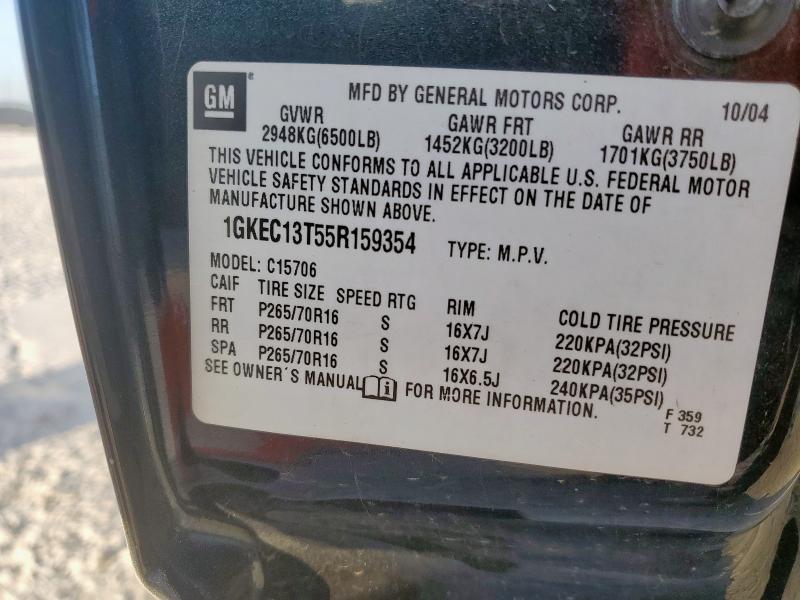 GM®
MFD BY GENERAL MOTORS CORP. 10/04
GVWR GAWR FRT GAWR RR
2948KG(6500LB) 1452KG(3200LB) 1701KG(3750LB)
THIS VEHICLE CONFORMS TO ALL APPLICABLE U.S. FEDERAL MOTOR
VEHICLE SAFETY STANDARDS IN EFFECT ON THE DATE OF
MANUFACTURE SHOWN ABOVE.
1GKEC13T55R159354 TYPE: M.P.V.
MODEL: C15706
CAIF TIRE SIZE SPEED RTG RIM COLD TIRE PRESSURE
FRT P265/70R16 S 16X7J 220KPA(32PSI)
RR P265/70R16 S 16X7J 220KPA(32PSI)
SPA P265/70R16 S 16X6.5J 240KPA(35PSI)
SEE OWNER´S MANUAL i FOR MORE INFORMATION.
F 359
T 732